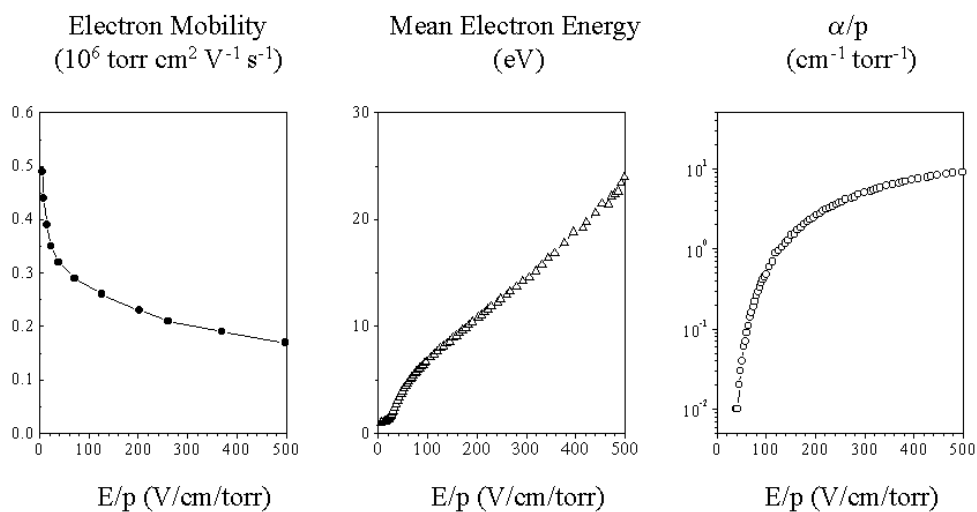 Electron Mobility
(10⁶ torr cm² V⁻¹ s⁻¹)
0.6
0.5
0.4
0.3
0.2
0.1
0.0
0 100 200 300 400 500
E/p (V/cm/torr)
Mean Electron Energy
(eV)
30
20
10
0
0 100 200 300 400 500
E/p (V/cm/torr)
α/p
(cm⁻¹ torr⁻¹)
10¹
10⁰
10⁻¹
10⁻²
0 100 200 300 400 500
E/p (V/cm/torr)